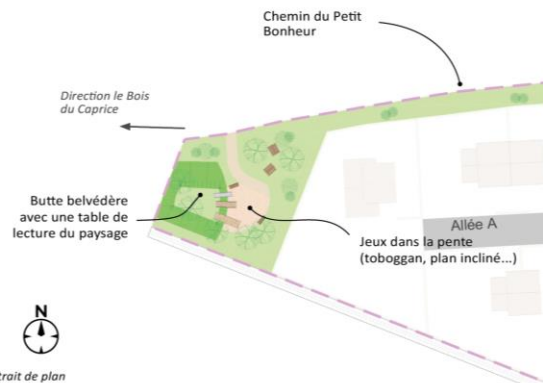 Chemin du Petit
Bonheur
Direction le Bois
du Caprice
Butte belvédère
avec une table de
lecture du paysage
Jeux dans la pente
(toboggan, plan incliné...)
Allée A
N
trait de plan